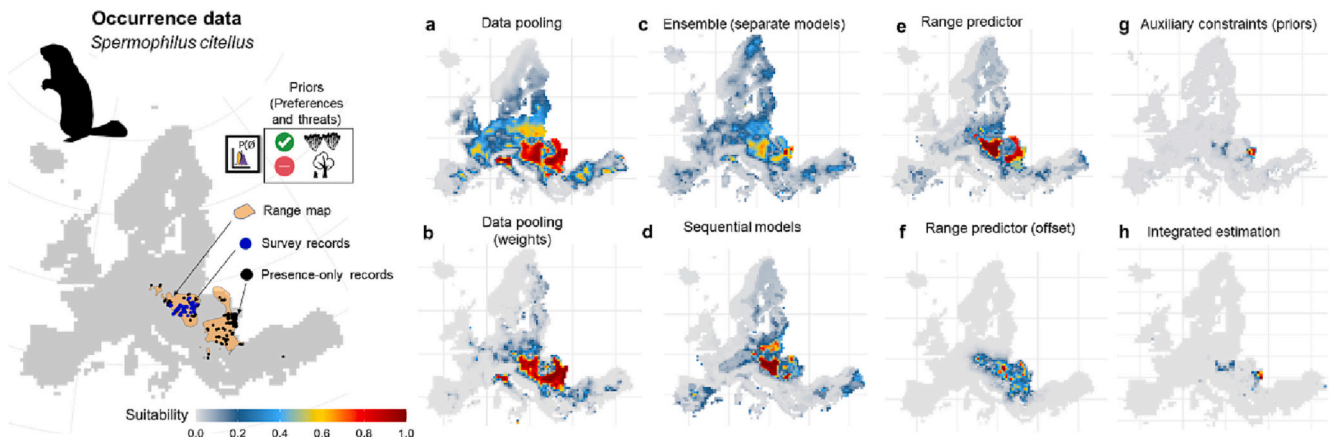 Occurrence data
Spermophilus citellus
Priors
(Preferences
and threats)
P(Ø
Range map
Survey records
Presence-only records
Suitability
0.0 0.2 0.4 0.6 0.8 1.0
a Data pooling
c Ensemble (separate models)
e Range predictor
g Auxiliary constraints (priors)
b Data pooling
(weights)
d Sequential models
f Range predictor (offset)
h Integrated estimation